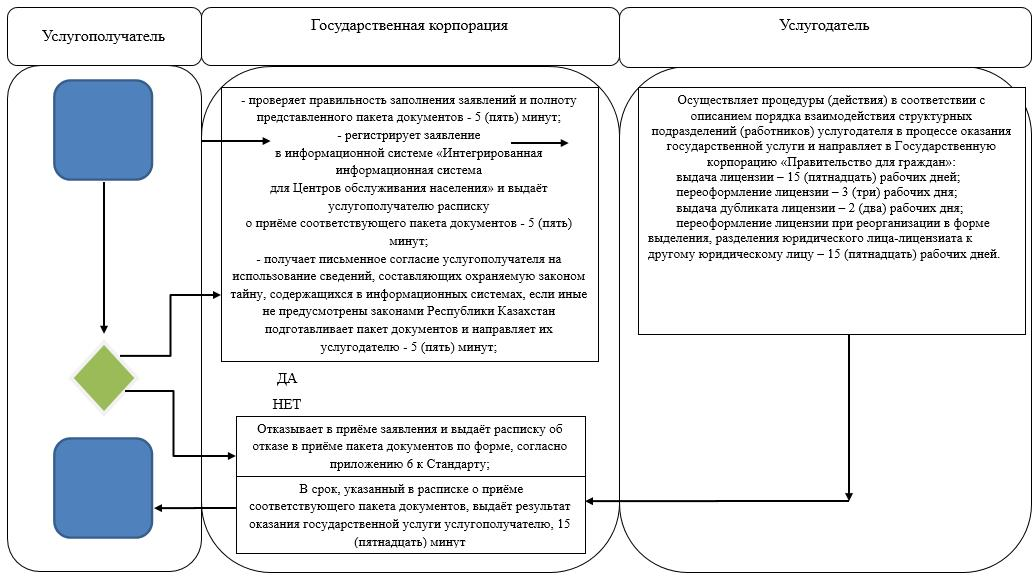 Услугополучатель
Государственная корпорация
Услугодатель
- проверяет правильность заполнения заявлений и полноту
представленного пакета документов - 5 (пять) минут;
- регистрирует заявление
в информационной системе «Интегрированная
информационная система
для Центров обслуживания населения» и выдаёт
услугополучателю расписку
о приёме соответствующего пакета документов - 5 (пять)
минут;
- получает письменное согласие услугополучателя на
использование сведений, составляющих охраняемую законом
тайну, содержащихся в информационных системах, если иные
не предусмотрены законами Республики Казахстан
подготавливает пакет документов и направляет их
услугодателю - 5 (пять) минут;
Осуществляет процедуры (действия) в соответствии с
описанием порядка взаимодействия структурных
подразделений (работников) услугодателя в процессе оказания
государственной услуги и направляет в Государственную
корпорацию «Правительство для граждан»:
выдача лицензии – 15 (пятнадцать) рабочих дней;
переоформление лицензии – 3 (три) рабочих дня;
выдача дубликата лицензии – 2 (два) рабочих дня;
переоформление лицензии при реорганизации в форме
выделения, разделения юридического лица-лицензиата к
другому юридическому лицу – 15 (пятнадцать) рабочих дней.
ДА
НЕТ
Отказывает в приёме заявления и выдаёт расписку об
отказе в приёме пакета документов по форме, согласно
приложению 6 к Стандарту;
В срок, указанный в расписке о приёме
соответствующего пакета документов, выдаёт результат
оказания государственной услуги услугополучателю, 15
(пятнадцать) минут